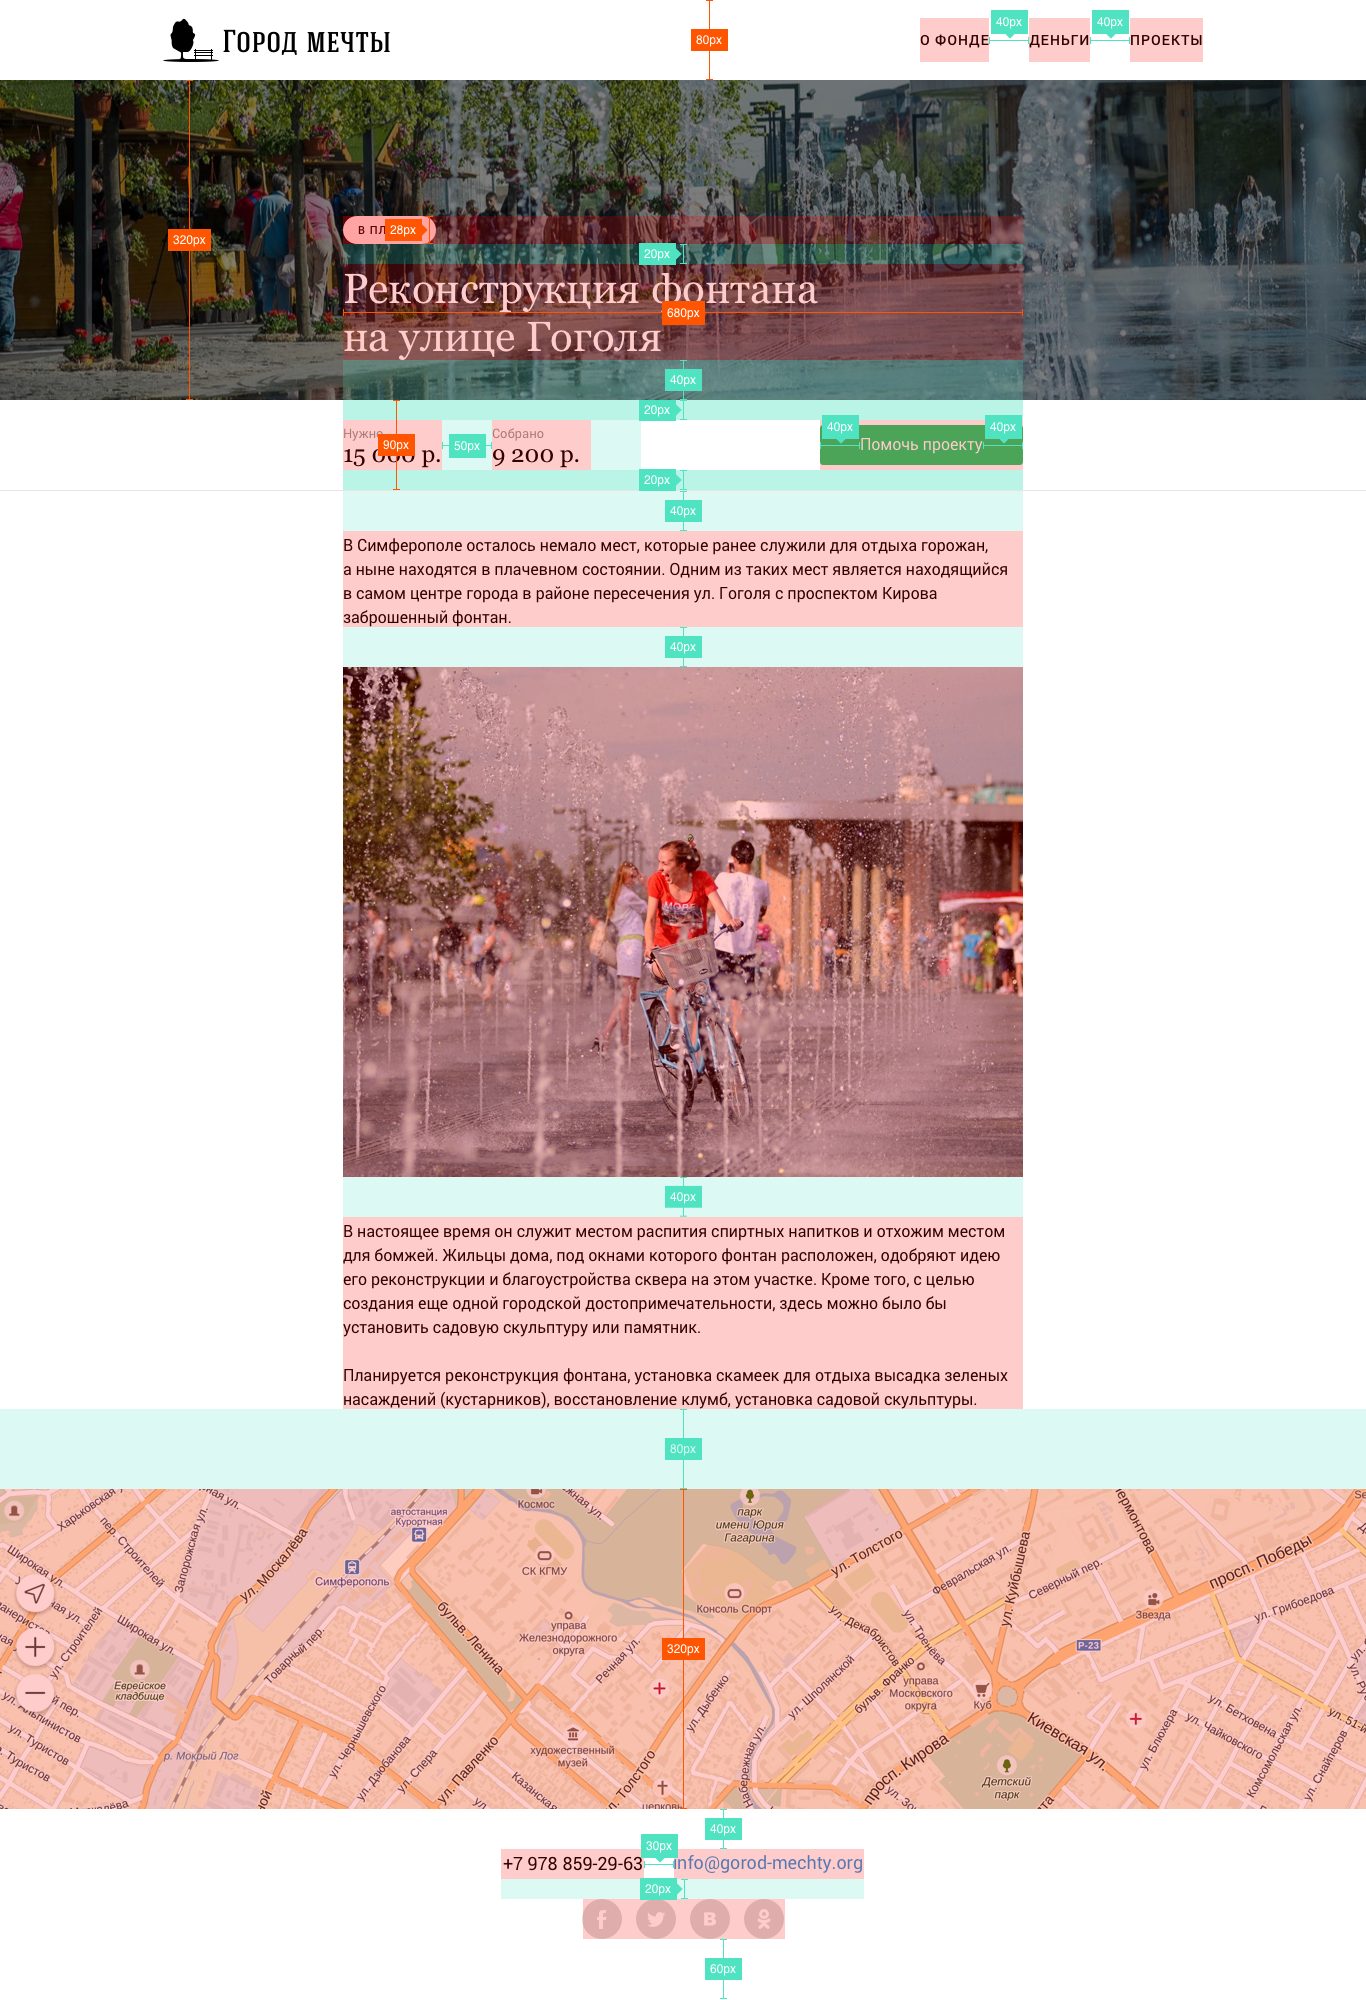 Город мечты
80px
О ФОНДЕ
40px
ДЕНЬГИ
40px
ПРОЕКТЫ
320px
В ПЛ
28px
20px
Реконструкция фонтана
680px
на улице Гоголя
40px
20px
Нужно
15 000 р.
90px
50px
Собрано
9 200 р.
40px
Помочь проекту
40px
20px
40px
В Симферополе осталось немало мест, которые ранее служили для отдыха горожан,
а ныне находятся в плачевном состоянии. Одним из таких мест является находящийся
в самом центре города в районе пересечения ул. Гоголя с проспектом Кирова
заброшенный фонтан.
40px
40px
В настоящее время он служит местом распития спиртных напитков и отхожим местом
для бомжей. Жильцы дома, под окнами которого фонтан расположен, одобряют идею
его реконструкции и благоустройства сквера на этом участке. Кроме того, с целью
создания еще одной городской достопримечательности, здесь можно было бы
установить садовую скульптуру или памятник.
Планируется реконструкция фонтана, установка скамеек для отдыха высадка зеленых
насаждений (кустарников), восстановление клумб, установка садовой скульптуры.
80px
Харьковская
пер. Строителей
Запорожская ул.
ул. Москалёва
автостанция
Курортная
Симферополь
Космос
СК КГМУ
парк
имени Юрия
Гагарина
ул. Толстого
Консоль Спорт
Февральская ул.
ул. Куйбышева
Северный пер.
просп. Победы
Звезда
ул. Грибоедова
Р-23
Широкая ул.
ул. Строителей
Широкая ул.
Товарный пер.
бульв. Ленина
управа
Железнодорожного
округа
Речная ул.
320px
ул. Декабристов
ул. Тренёва
ул. Шполянской
бульв. Франко
управа
Московского
округа
Куб
Еврейское
кладбище
ул. Туристов
р. Мокрый Лог
ул. Чернышевского
ул. Дзюбанова
ул. Спера
ул. Павленко
художественный
музей
Казанская
ул. Толстого
церковь
ул. Дыбенко
Набережная ул.
просп. Кирова
Киевская ул.
Детский
парк
ул. Блюхера
ул. Бетховена
ул. Чайковского
Комсомольская ул.
ул. Снайперов
40px
30px
+7 978 859-29-63
info@gorod-mechty.org
20px
60px